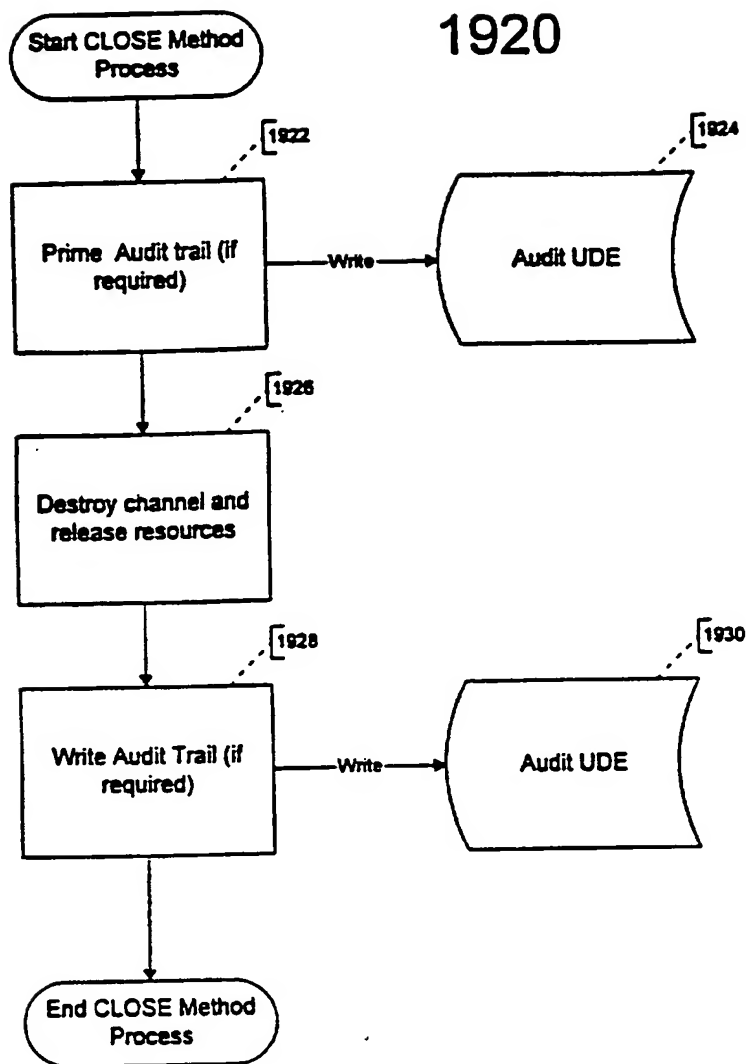 1920
Start CLOSE Method
Process
1922
1924
Prime Audit trail (if
required)
Write
Audit UDE
1926
Destroy channel and
release resources
1928
1930
Write Audit Trail (if
required)
Write
Audit UDE
End CLOSE Method
Process